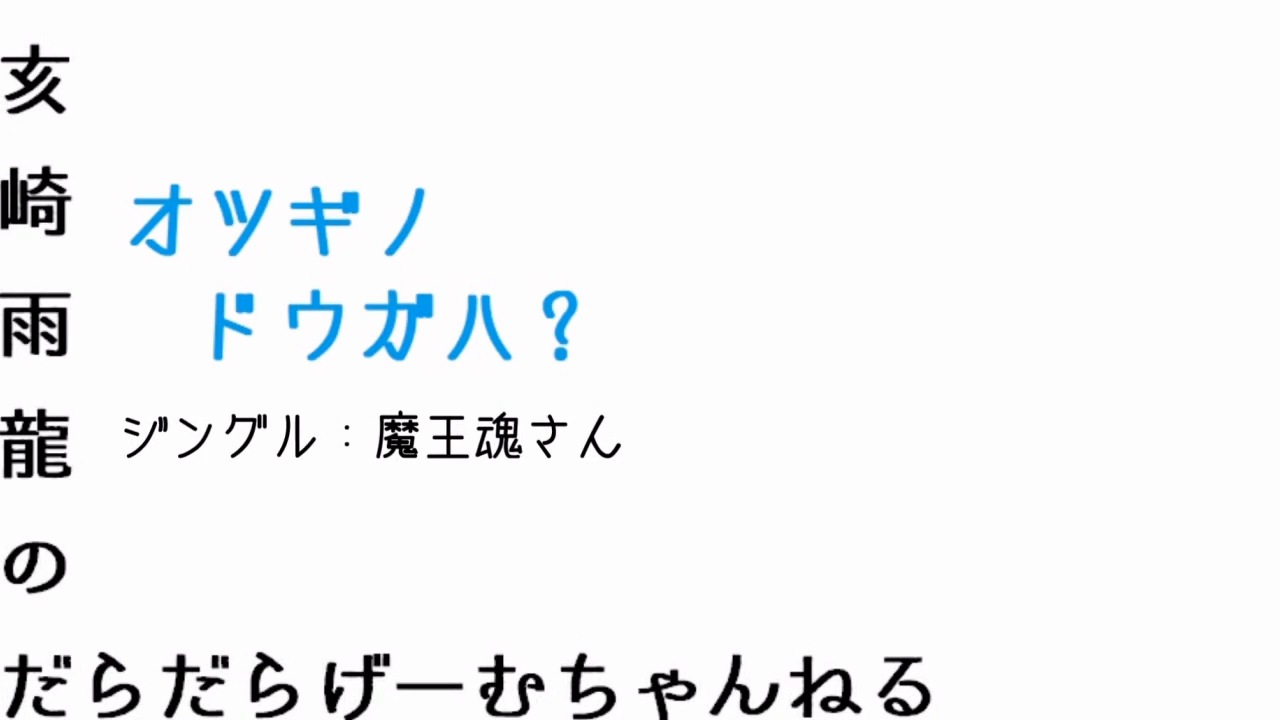 亥崎雨龍の
だらだらげーむちゃんねる
オツギノ
ドウガハ？
ジングル：魔王魂さん